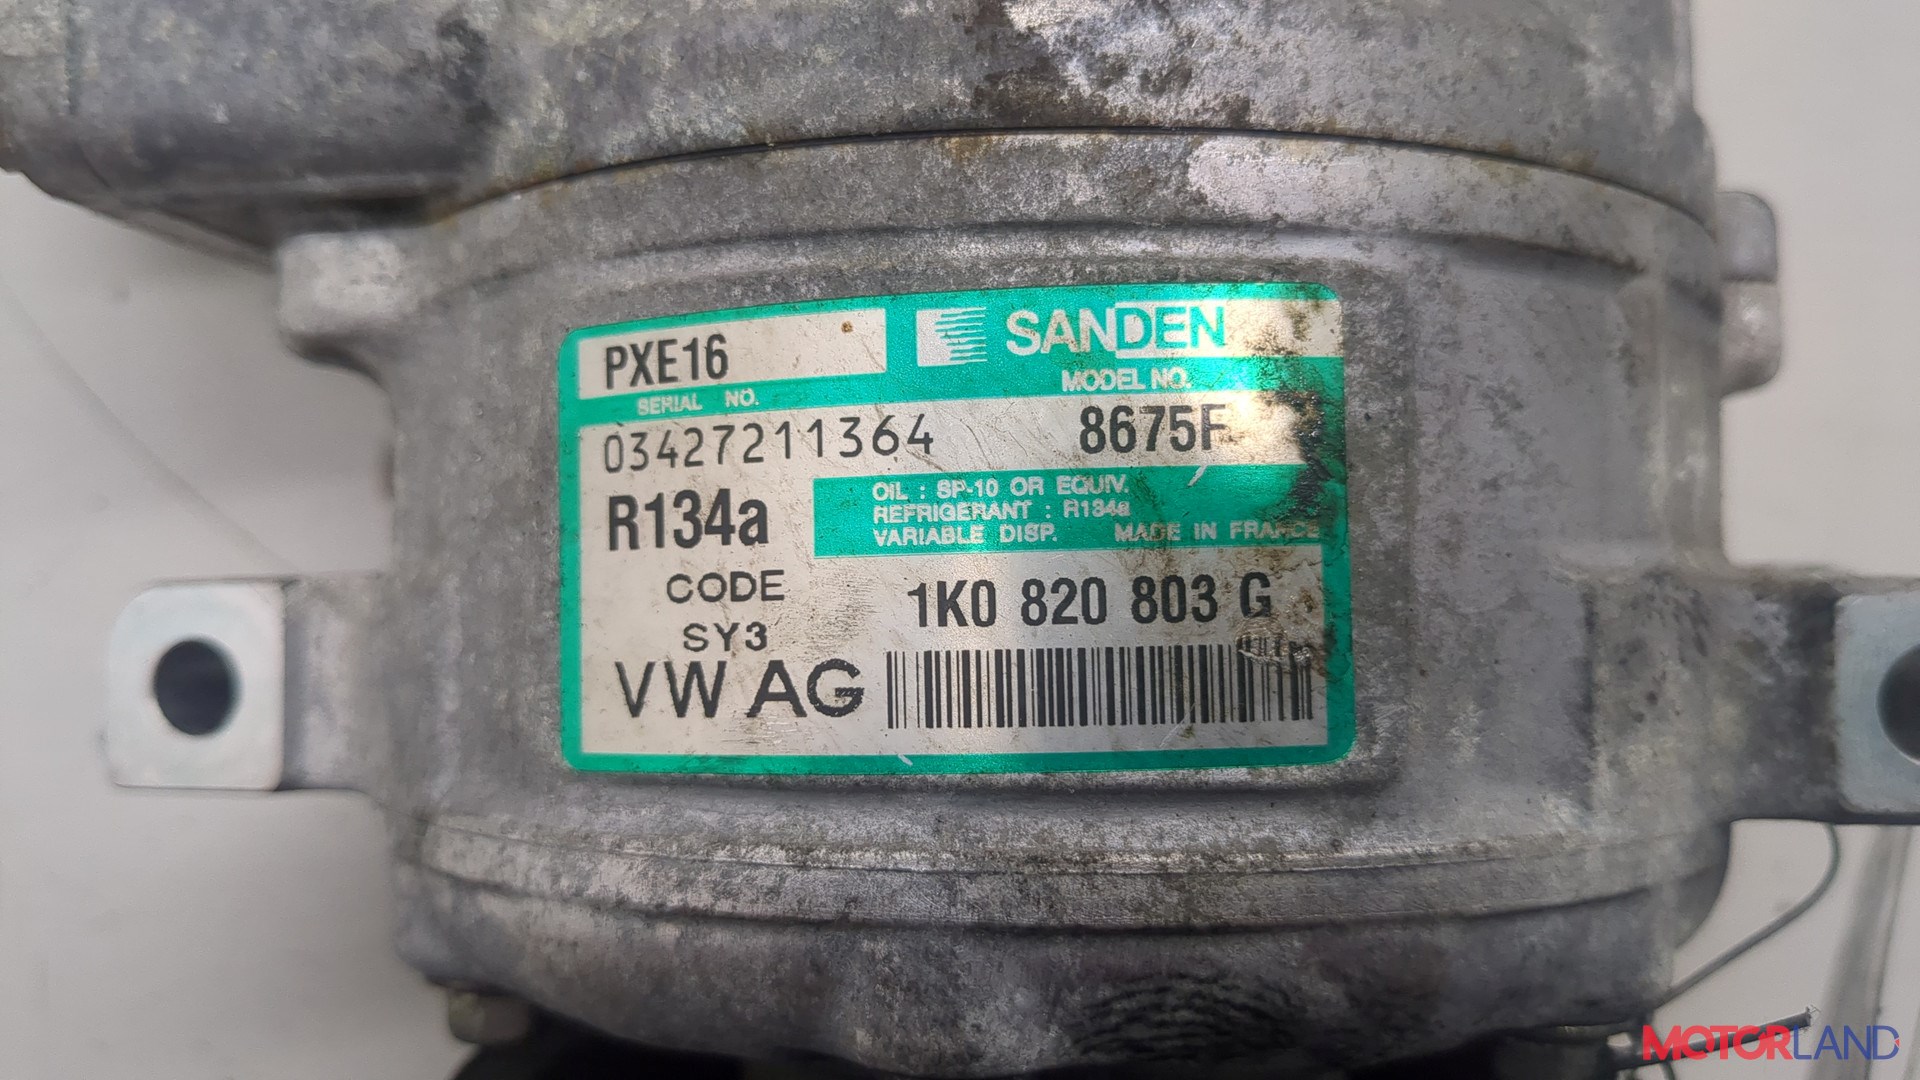 PXE16
SANDEN
SERIAL NO.
MODEL NO.
03427211364
8675F
R134a
OIL : SP-10 OR EQUIV.
REFRIGERANT : R134a
VARIABLE DISP. MADE IN FRANCE
CODE
SY3
1K0 820 803 G
VW AG
MOTORLAND